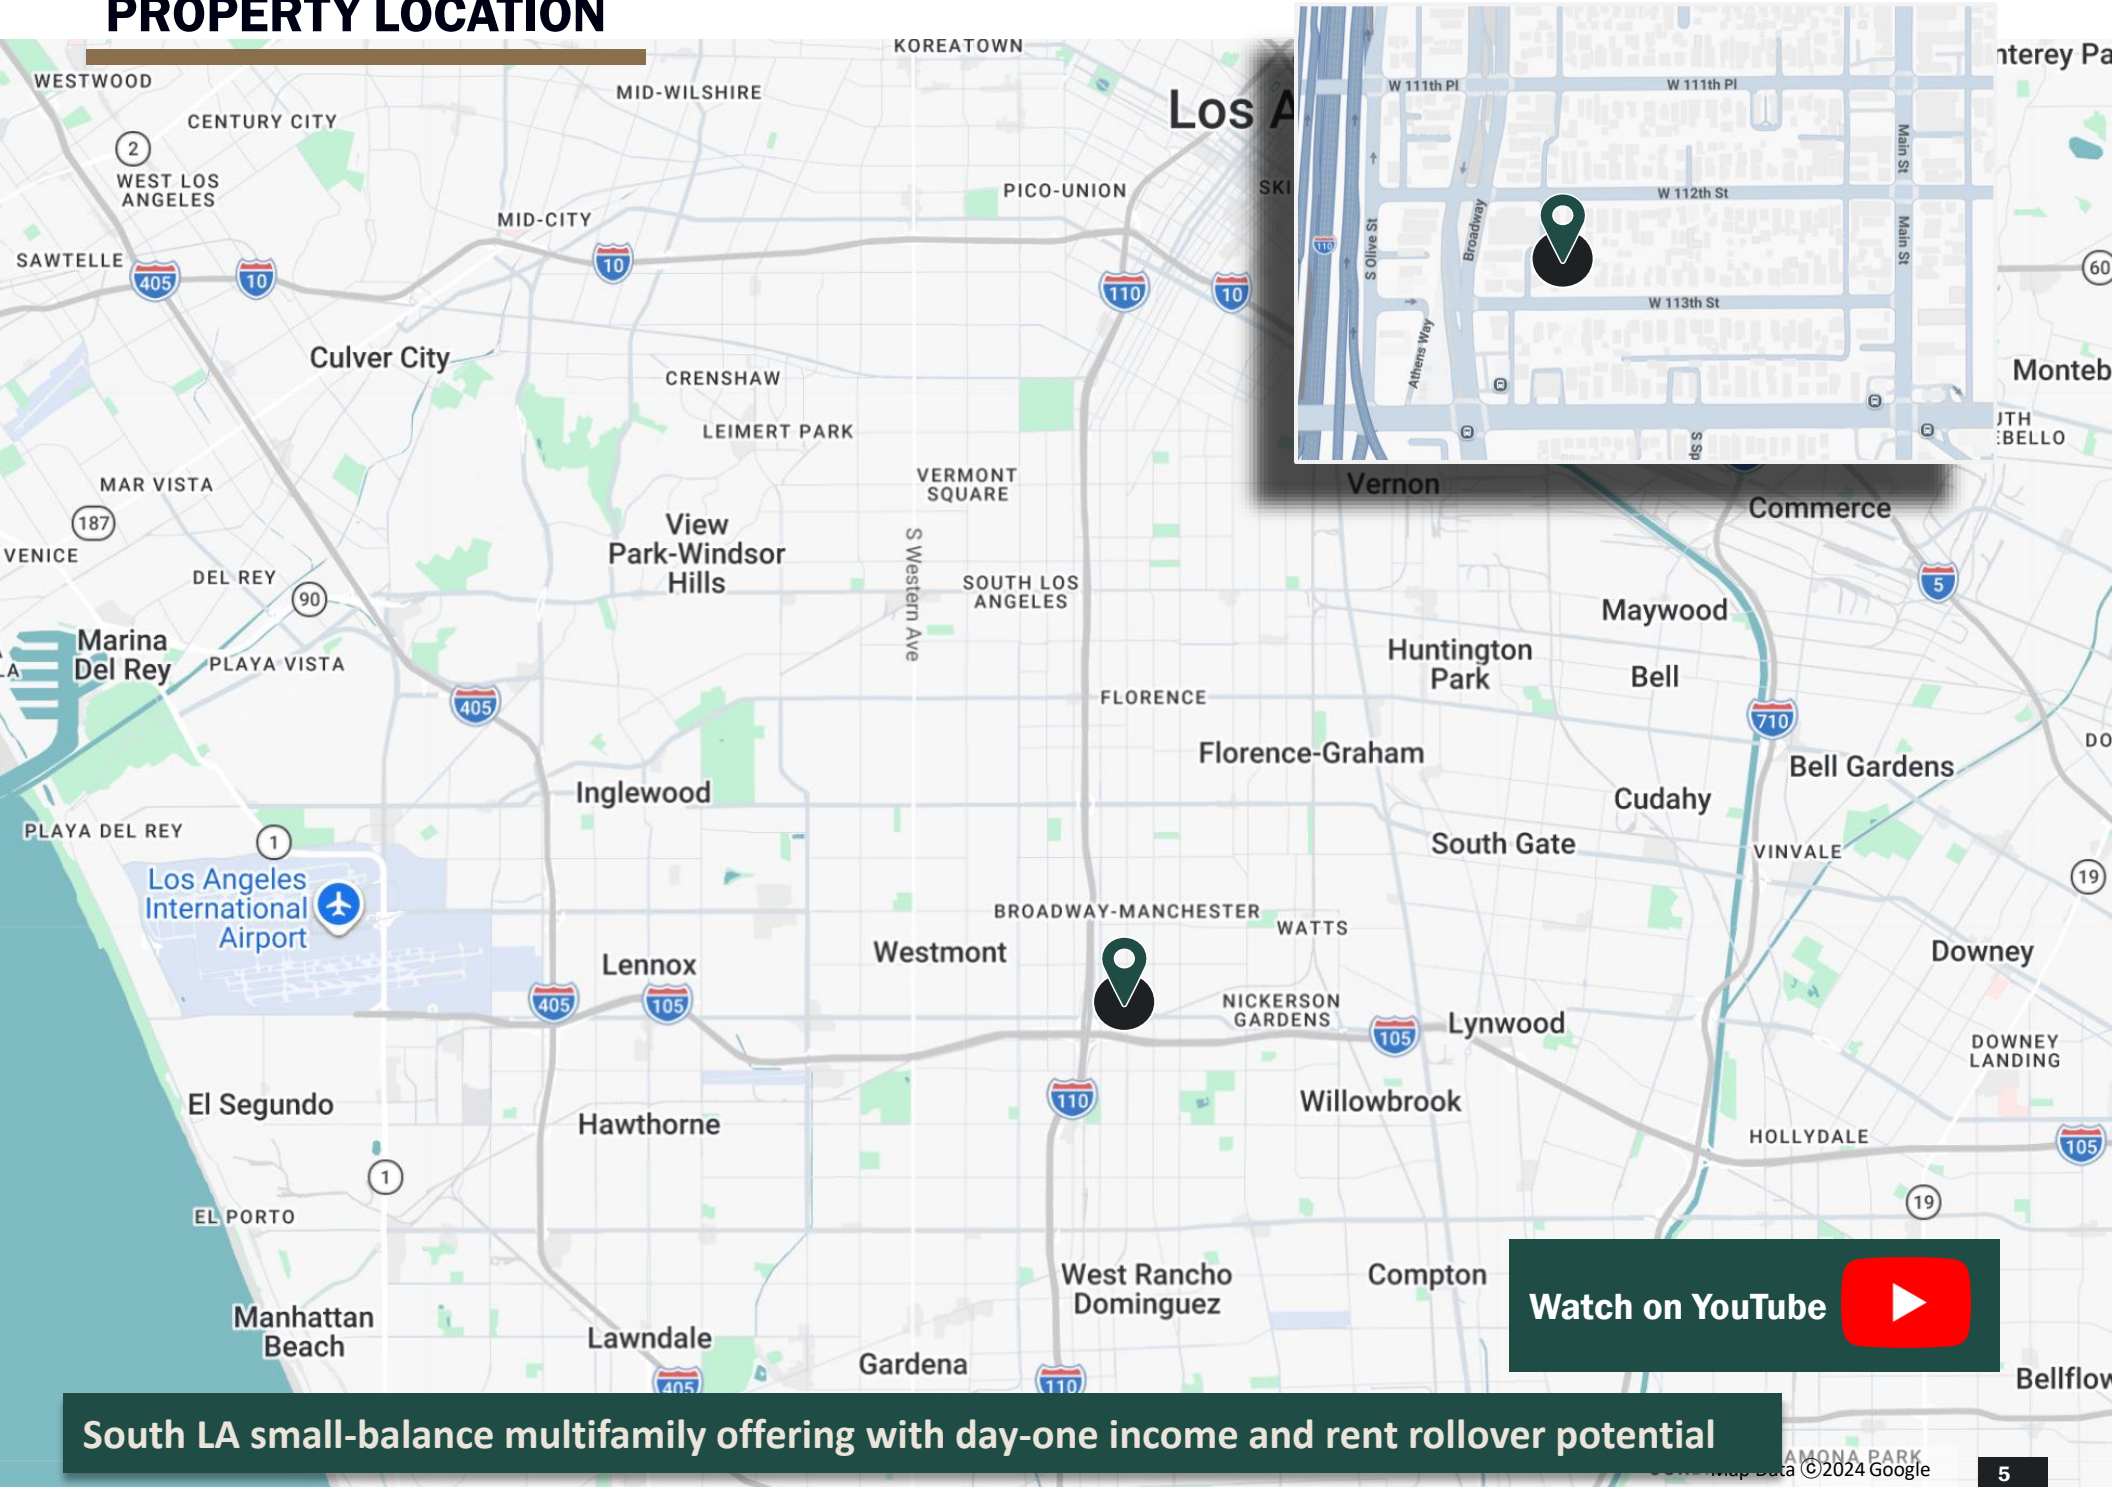 PROPERTY LOCATION
KOREATOWN
WESTWOOD
MID-WILSHIRE
CENTURY CITY
Los A
2
WEST LOS
ANGELES
PICO-UNION
MID-CITY
SAWTELLE
405
10
10
110
10
W 111th Pl
W 111th Pl
Main St
W 112th St
S Olive St
Broadway
Main St
110
W 113th St
Athens Way
60
Culver City
CRENSHAW
LEIMERT PARK
MAR VISTA
VERMONT
SQUARE
Vernon
Commerce
187
VENICE
View
Park-Windsor
Hills
S Western Ave
DEL REY
90
SOUTH LOS
ANGELES
5
Maywood
Marina
Del Rey
PLAYA VISTA
Huntington
Park
Bell
405
FLORENCE
710
Florence-Graham
Bell Gardens
Inglewood
Cudahy
PLAYA DEL REY
1
South Gate
VINVALE
19
Los Angeles
International
Airport
BROADWAY-MANCHESTER
WATTS
Westmont
Downey
Lennox
405
105
NICKERSON
GARDENS
105
Lynwood
DOWNEY
LANDING
El Segundo
110
Willowbrook
Hawthorne
HOLLYDALE
105
1
19
EL PORTO
West Rancho
Dominguez
Compton
Watch on YouTube
Manhattan
Beach
Lawndale
Gardena
405
110
South LA small-balance multifamily offering with day-one income and rent rollover potential
©2024 Google
5